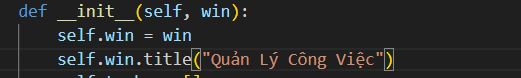 def __init__(self, win):
self.win = win
self.win.title("Quản Lý Công Việc")